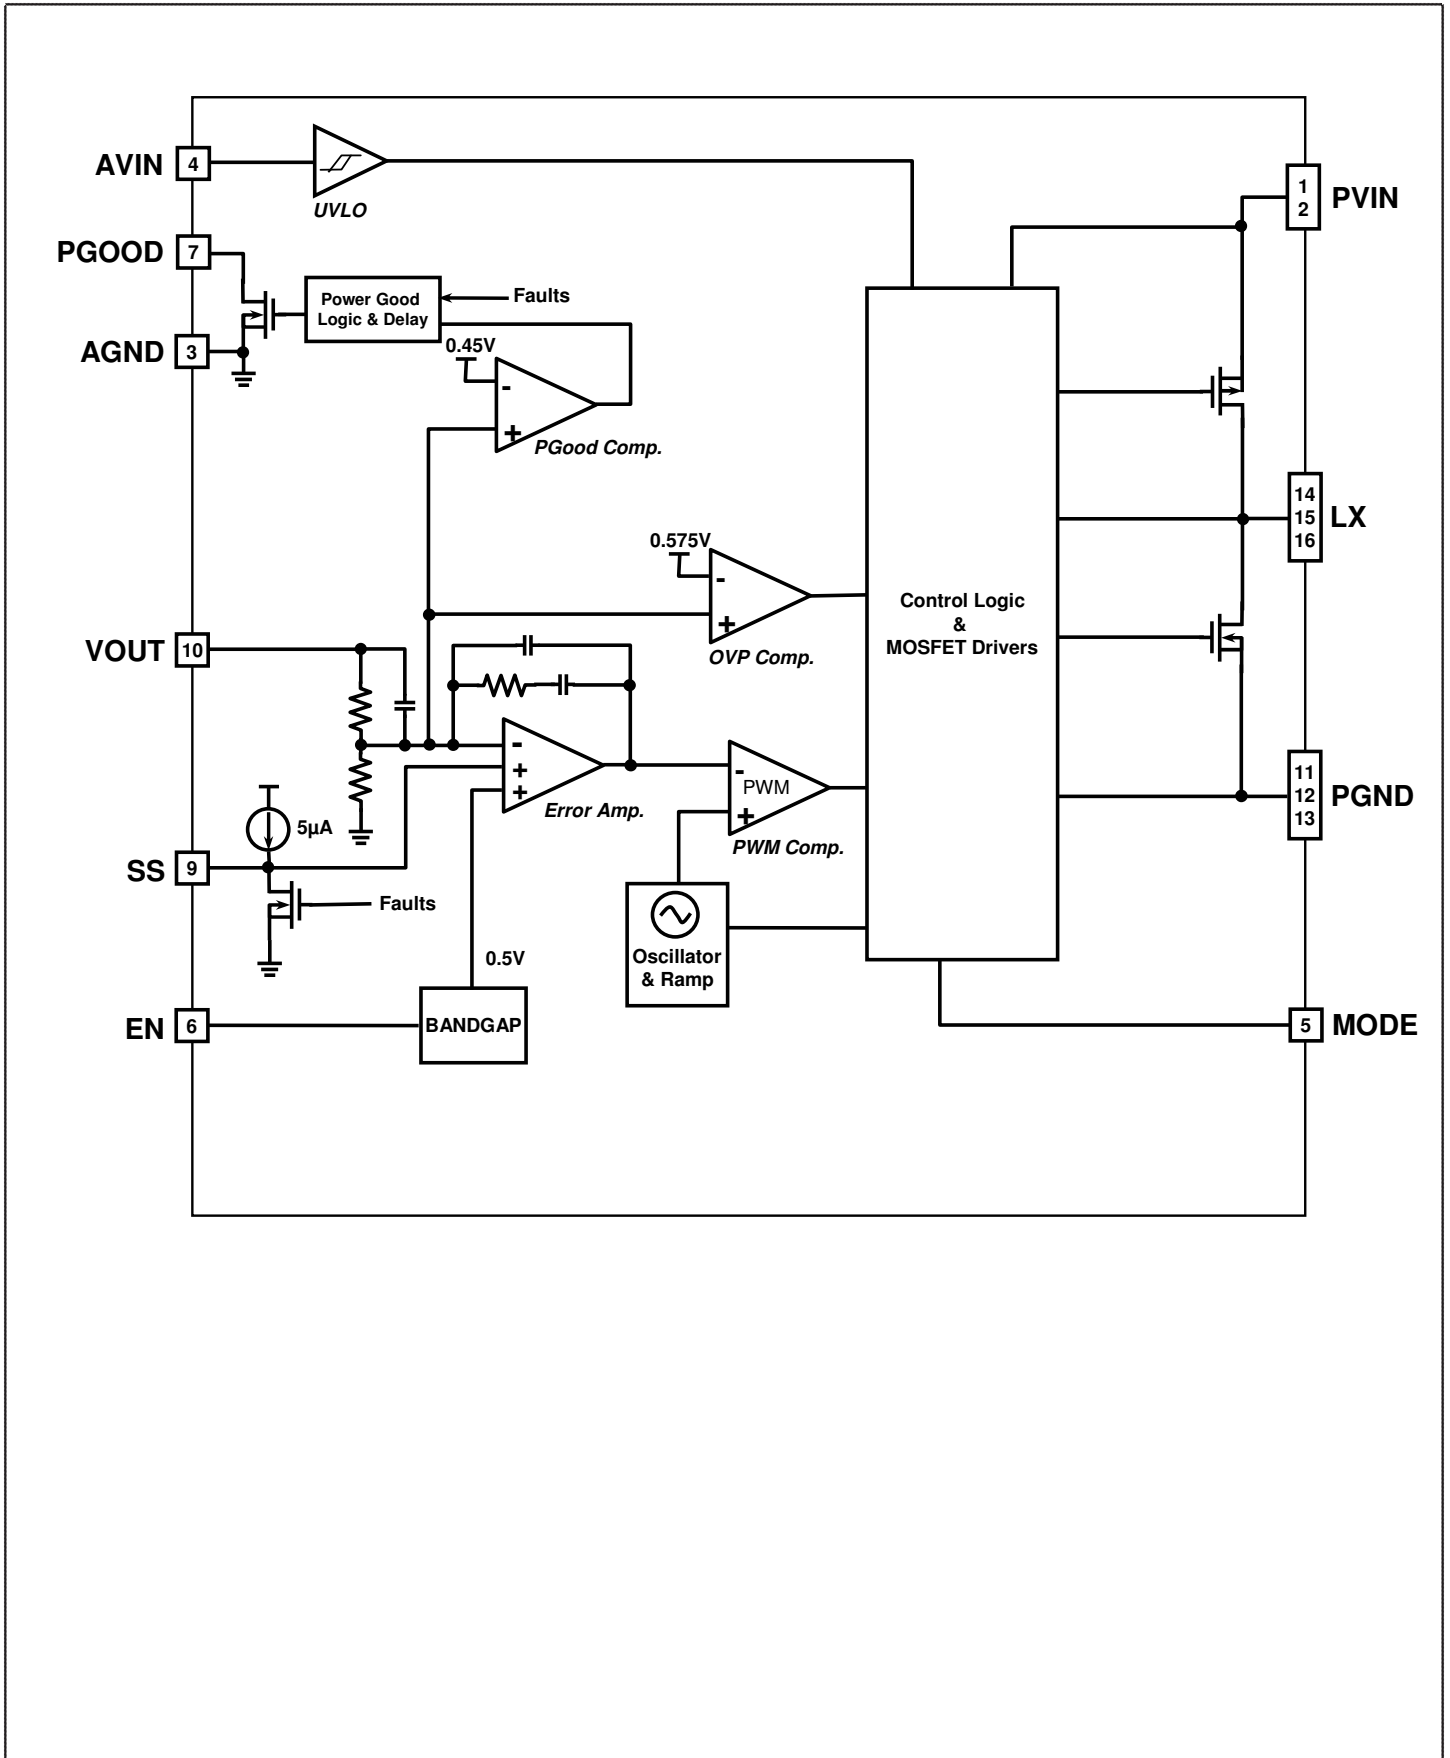 AVIN
4
UVLO
PGOOD
7
Power Good
Logic & Delay
Faults
AGND
3
0.45V
-
+
PGood Comp.
0.575V
-
+
OVP Comp.
VOUT
10
-
+
+
Error Amp.
5µA
SS
9
Faults
0.5V
EN
6
BANDGAP
-
PWM
+
PWM Comp.
Oscillator
& Ramp
Control Logic
&
MOSFET Drivers
1
2
PVIN
14
15
16
LX
11
12
13
PGND
5
MODE